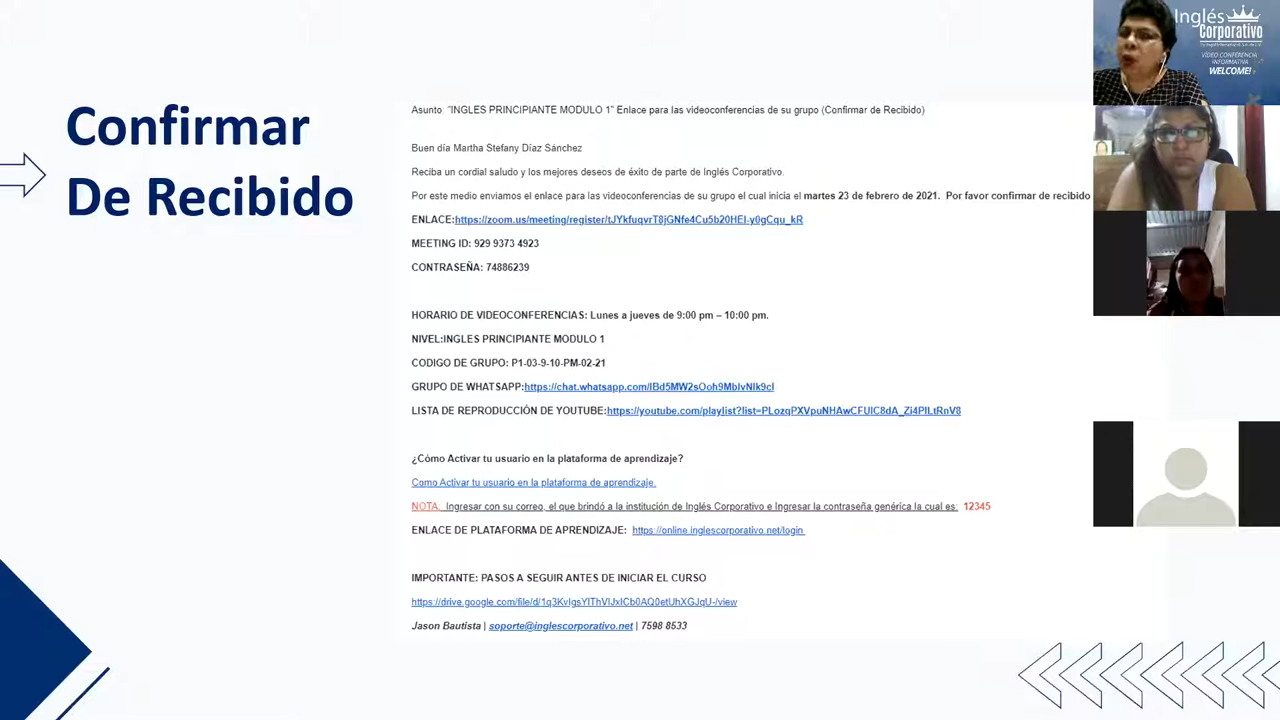 Confirmar
De Recibido
Asunto: "INGLES PRINCIPIANTE MODULO 1" Enlace para las videoconferencias de su grupo (Confirmar de Recibido)
Buen día Martha Stefany Díaz Sánchez
Reciba un cordial saludo y los mejores deseos de éxito de parte de Inglés Corporativo.
Por este medio enviamos el enlace para las videoconferencias de su grupo el cual inicia el martes 23 de febrero de 2021. Por favor confirmar de recibido
ENLACE:https://zoom.us/meeting/register/tJYkfuqvrT8jGNfe4Cu5b20HEI-y0gCqu_kR
MEETING ID: 929 9373 4923
CONTRASEÑA: 74886239
HORARIO DE VIDEOCONFERENCIAS: Lunes a jueves de 9:00 pm – 10:00 pm.
NIVEL:INGLES PRINCIPIANTE MODULO 1
CODIGO DE GRUPO: P1-03-9-10-PM-02-21
GRUPO DE WHATSAPP:https://chat.whatsapp.com/IBd5MW2sOoh9MbIvNlk9cI
LISTA DE REPRODUCCIÓN DE YOUTUBE:https://youtube.com/playlist?list=PLozqPXVpuNHAwCFUIC8dA_Zi4PILtRnV8
¿Cómo Activar tu usuario en la plataforma de aprendizaje?
Como Activar tu usuario en la plataforma de aprendizaje.
NOTA: Ingresar con su correo, el que brindó a la institución de Inglés Corporativo e Ingresar la contraseña genérica la cual es: 12345
ENLACE DE PLATAFORMA DE APRENDIZAJE: https://online.inglescorporativo.net/login
IMPORTANTE: PASOS A SEGUIR ANTES DE INICIAR EL CURSO
https://drive.google.com/file/d/1q3KvIgsYIThVlJxICb0AQ0etUhXGJqU-/view
Jason Bautista | soporte@inglescorporativo.net | 7598 8533
Inglés
Corporativo
VIDEO CONFERENCIA
INFORMATIVA
WELCOME!